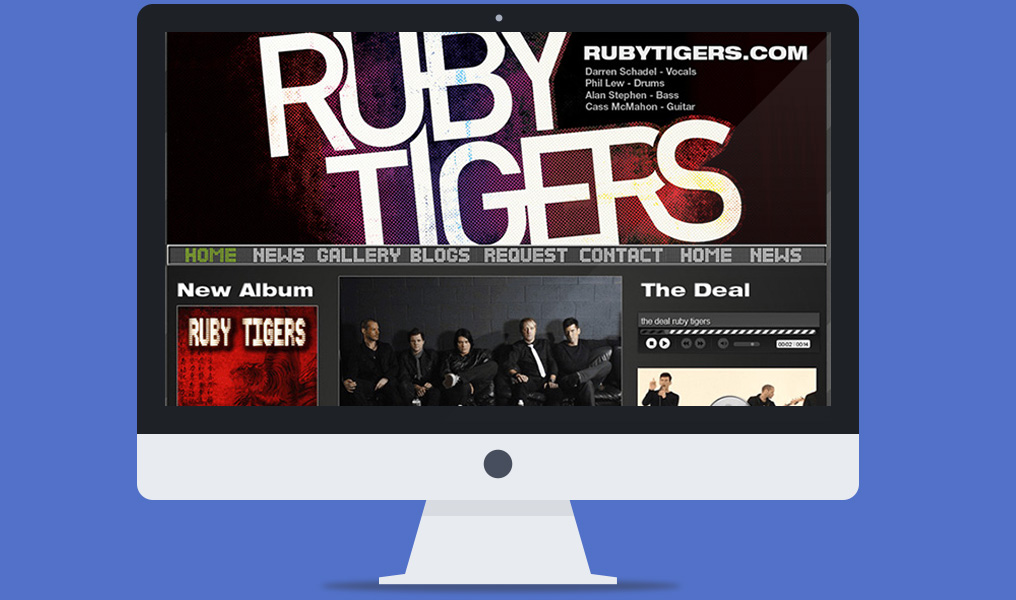 RUBY
TIGERS
RUBYTIGERS.COM
Darren Schadel - Vocals
Phil Lew - Drums
Alan Stephen - Bass
Cass McMahon - Guitar
HOME NEWS GALLERY BLOGS REQUEST CONTACT HOME NEWS
New Album
RUBY TIGERS
The Deal
the deal ruby tigers
00:02 00:14